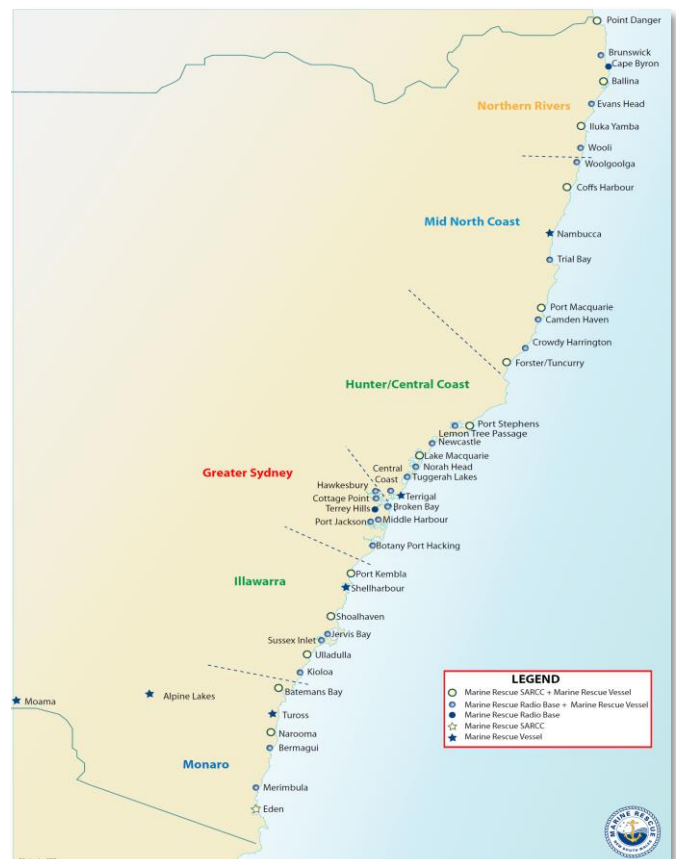 Point Danger
Brunswick
Cape Byron
Ballina
Northern Rivers
Evans Head
Iluka Yamba
Wooli
Woolgoolga
Coffs Harbour
Mid North Coast
Nambucca
Trial Bay
Port Macquarie
Camden Haven
Crowdy Harrington
Forster/Tuncurry
Hunter/Central Coast
Port Stephens
Lemon Tree Passage
Newcastle
Lake Macquarie
Central
Coast
Norah Head
Greater Sydney
Tuggerah Lakes
Hawkesbury
Cottage Point
Terrigal
Terrey Hills
Broken Bay
Port Jackson
Middle Harbour
Botany Port Hacking
Port Kembla
Illawarra
Shellharbour
Shoalhaven
Jervis Bay
Sussex Inlet
Ulladulla
Kioloa
Batemans Bay
Alpine Lakes
Moama
Tuross
Narooma
Bermagui
Monaro
Merimbula
Eden
LEGEND
Marine Rescue SARCC + Marine Rescue Vessel
Marine Rescue Radio Base + Marine Rescue Vessel
Marine Rescue Radio Base
Marine Rescue SARCC
Marine Rescue Vessel
MARINE RESCUE
NEW SOUTH WALES